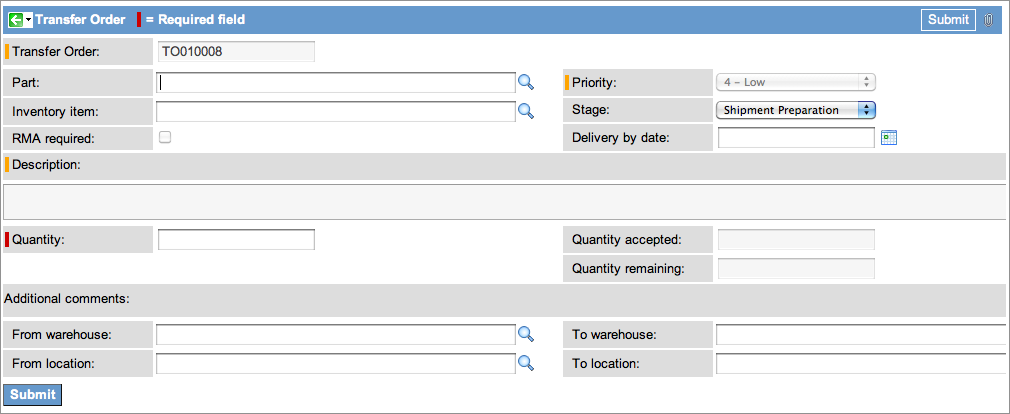 Transfer Order = Required field Submit
Transfer Order: TO010008
Part: Priority: 4 – Low
Inventory item: Stage: Shipment Preparation
RMA required: Delivery by date:
Description:
Quantity: Quantity accepted:
Quantity remaining:
Additional comments:
From warehouse: To warehouse:
From location: To location:
Submit